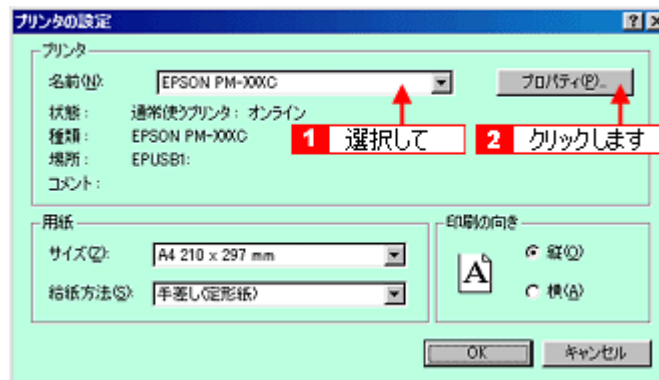 プリンタの設定
プリンタ
名前(N): EPSON PM-XXXC プロパティ(P)...
状態: 通常使うプリンタ: オンライン
種類: EPSON PM-XXXC
場所: EPUSB1:
コメント:
1 選択して
2 クリックします
用紙
サイズ(Z): A4 210 x 297 mm
給紙方法(S): 手差し(定形紙)
印刷の向き
A
縦(O)
横(A)
OK キャンセル